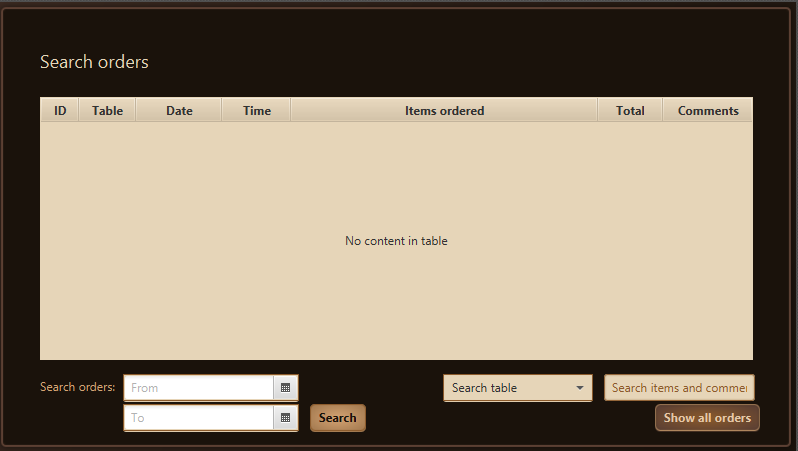 Search orders
ID Table Date Time Items ordered Total Comments
No content in table
Search orders: From Search table Search items and commer
To Search Show all orders